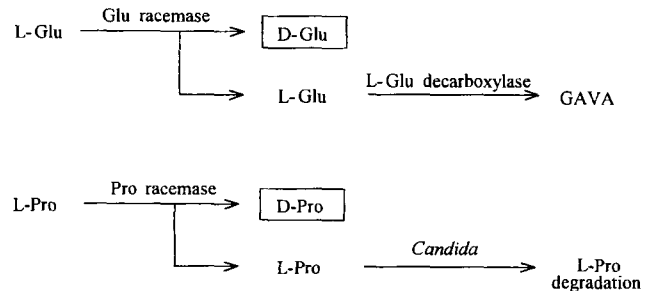 Glu racemase
L-Glu
D-Glu
L-Glu decarboxylase
L-Glu
GAVA
Pro racemase
L-Pro
D-Pro
Candida
L-Pro
L-Pro
degradation